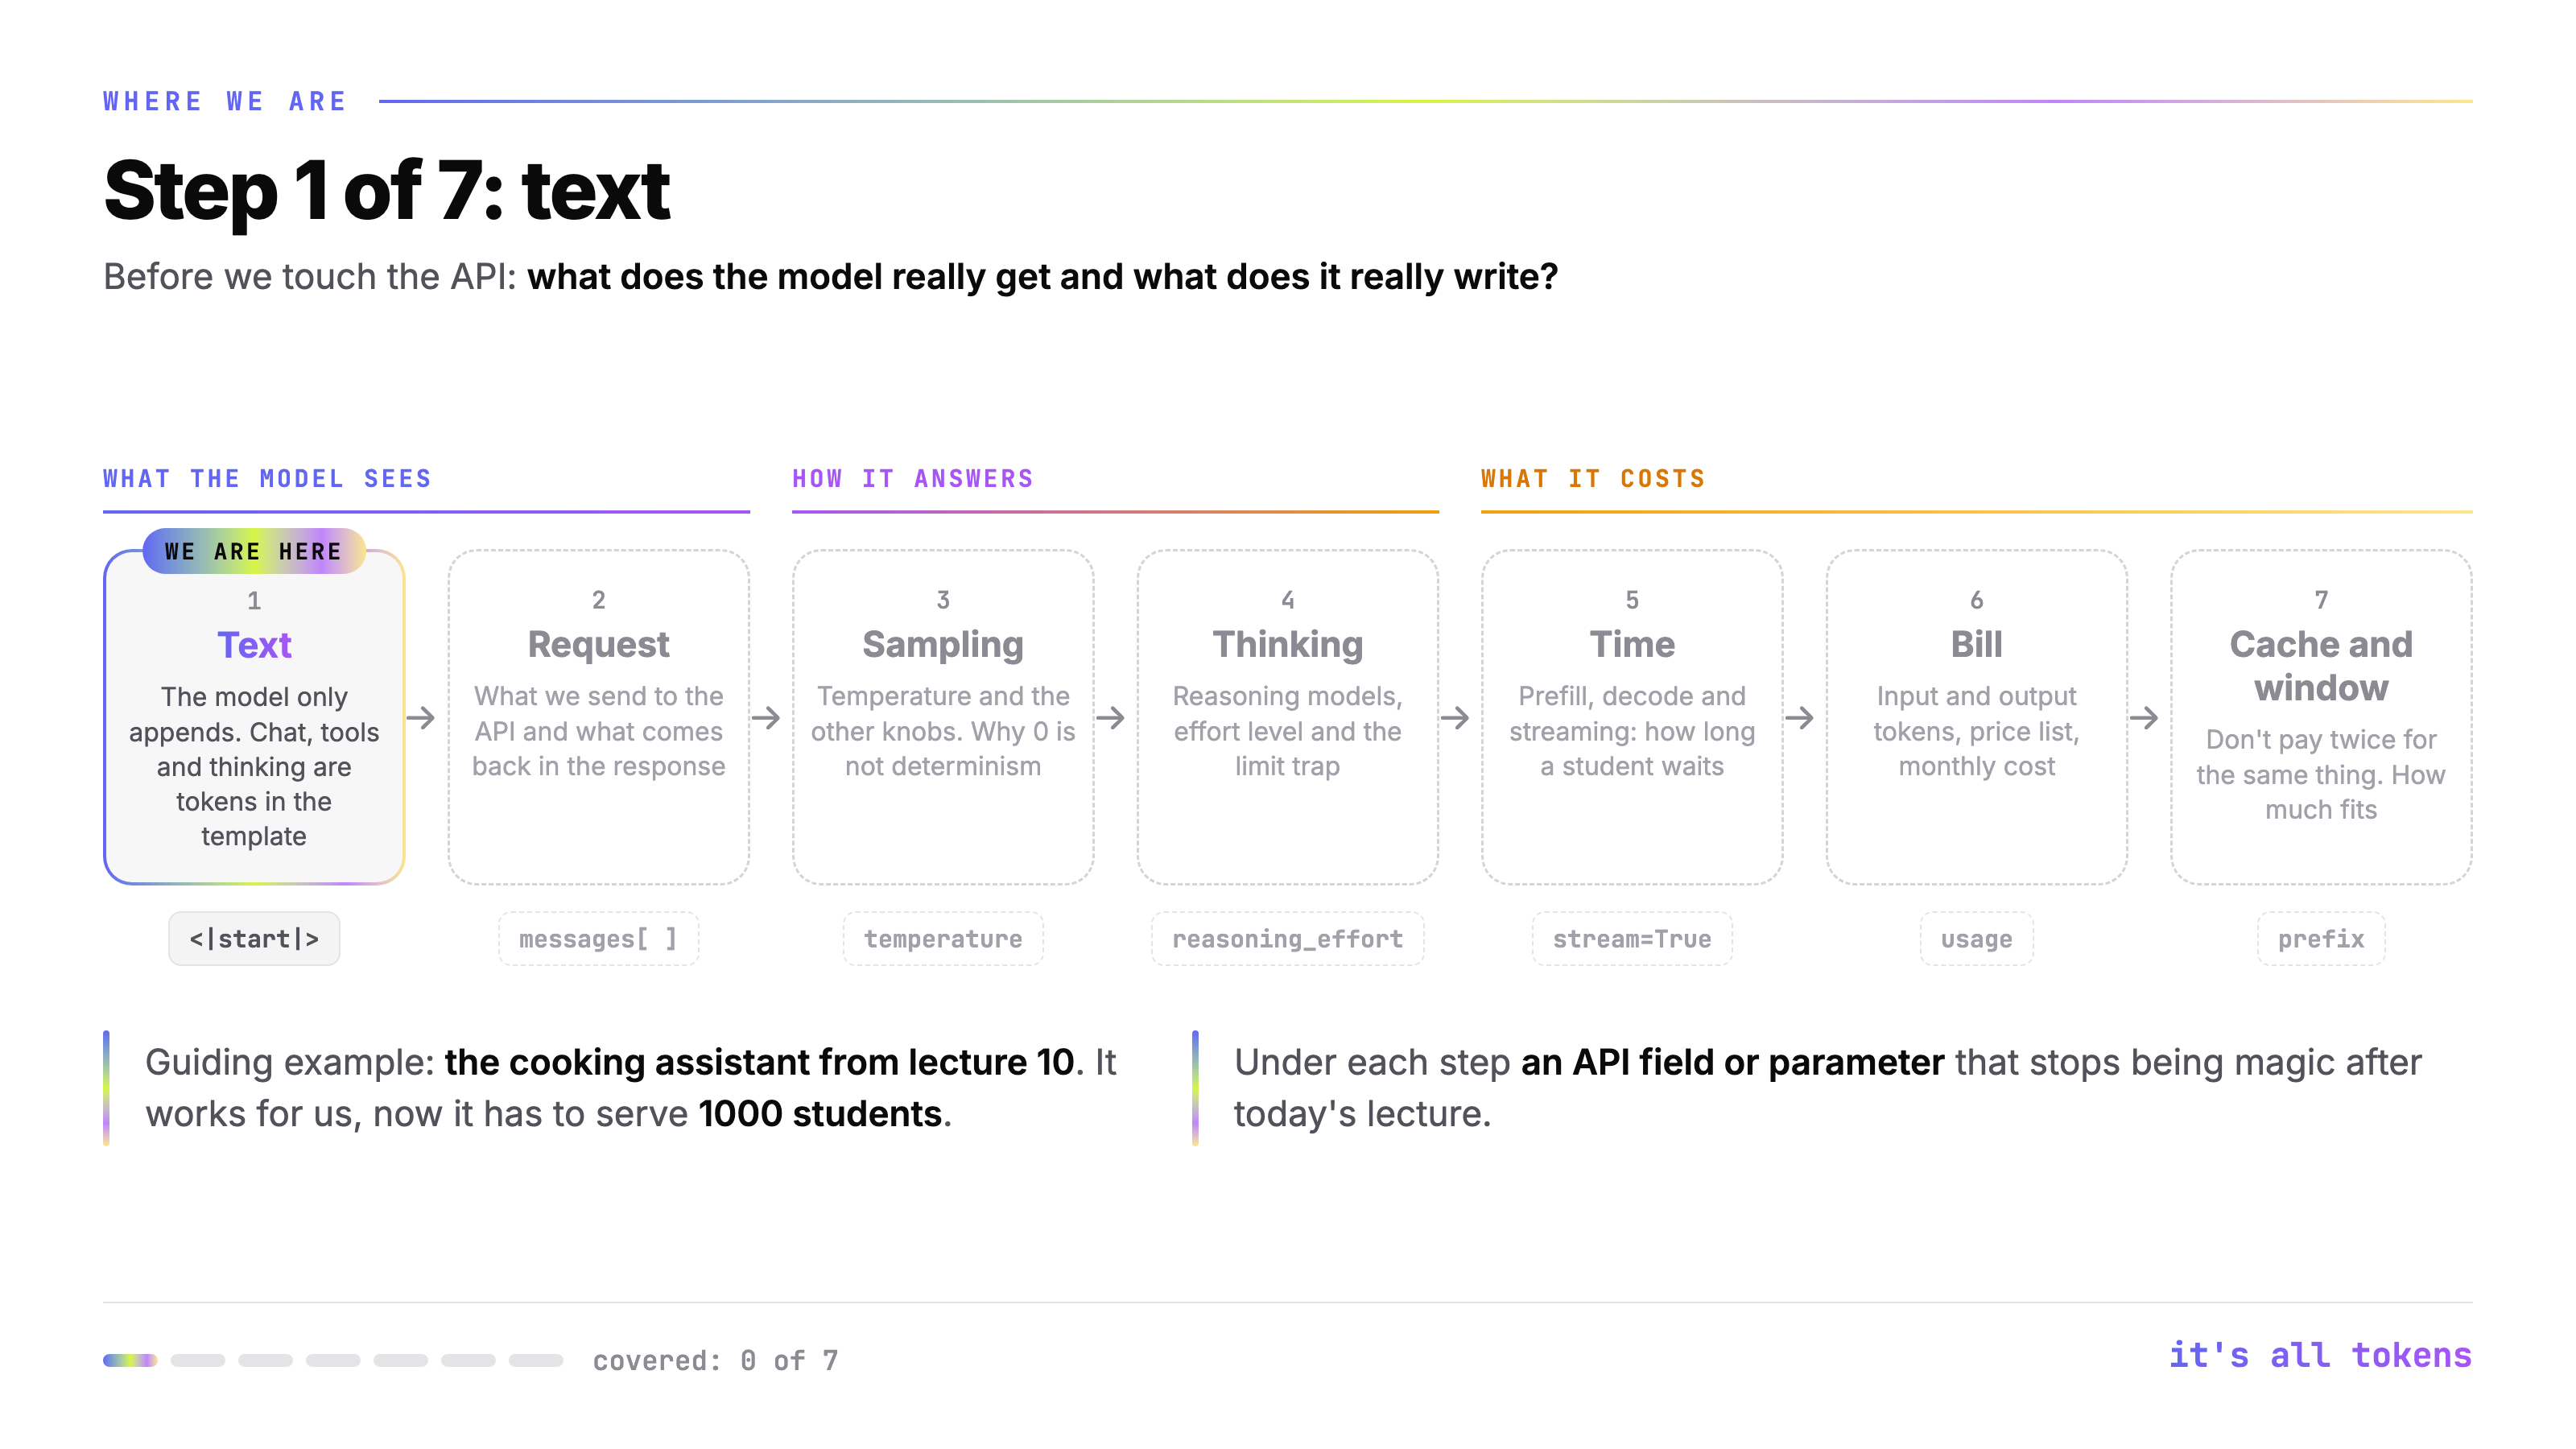 WHERE WE ARE
Step 1 of 7: text
Before we touch the API: what does the model really get and what does it really write?
WHAT THE MODEL SEES
HOW IT ANSWERS
WHAT IT COSTS
WE ARE HERE
1
Text
The model only
appends. Chat, tools
and thinking are
tokens in the
template
<|start|>
2
Request
What we send to the
API and what comes
back in the response
messages[ ]
3
Sampling
Temperature and the
other knobs. Why 0 is
not determinism
temperature
4
Thinking
Reasoning models,
effort level and the
limit trap
reasoning_effort
5
Time
Prefill, decode and
streaming: how long
a student waits
stream=True
6
Bill
Input and output
tokens, price list,
monthly cost
usage
7
Cache and
window
Don't pay twice for
the same thing. How
much fits
prefix
Guiding example: the cooking assistant from lecture 10. It
works for us, now it has to serve 1000 students.
Under each step an API field or parameter that stops being magic after
today's lecture.
covered: 0 of 7
it's all tokens